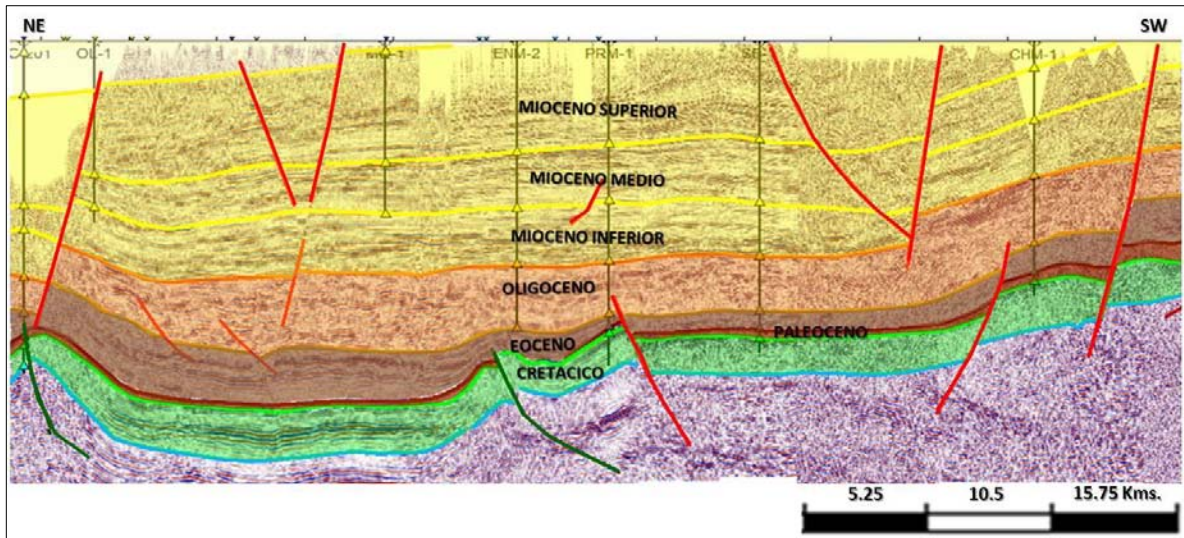 NE
SW
OL-1
ENM-2
PRM-1
CHM-1
MIOCENO SUPERIOR
MIOCENO MEDIO
MIOCENO INFERIOR
OLIGOCENO
EOCENO
PALEOCENO
CRETACICO
5.25 10.5 15.75 Kms.